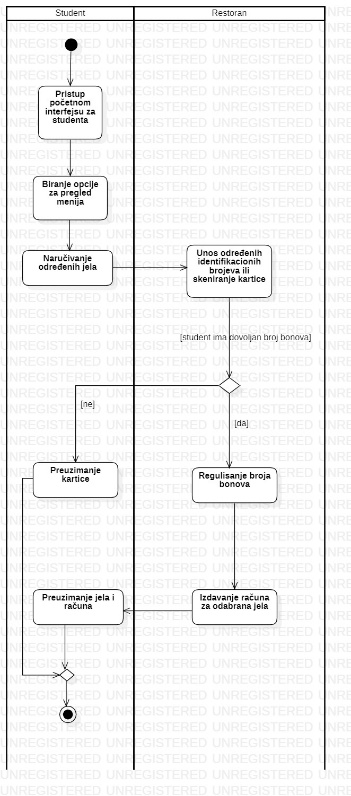 Student
Restoran
Pristup
početnom
interfejsu za
studenta
Biranje opcije
za pregled
menija
Naručivanje
određenih jela
Unos određenih
identifikacionih
brojeva ili
skeniranje kartice
[student ima dovoljan broj bonova]
[ne]
[da]
Preuzimanje
kartice
Regulisanje broja
bonova
Preuzimanje jela i
računa
Izdavanje računa
za odabrana jela
UNREGISTERED